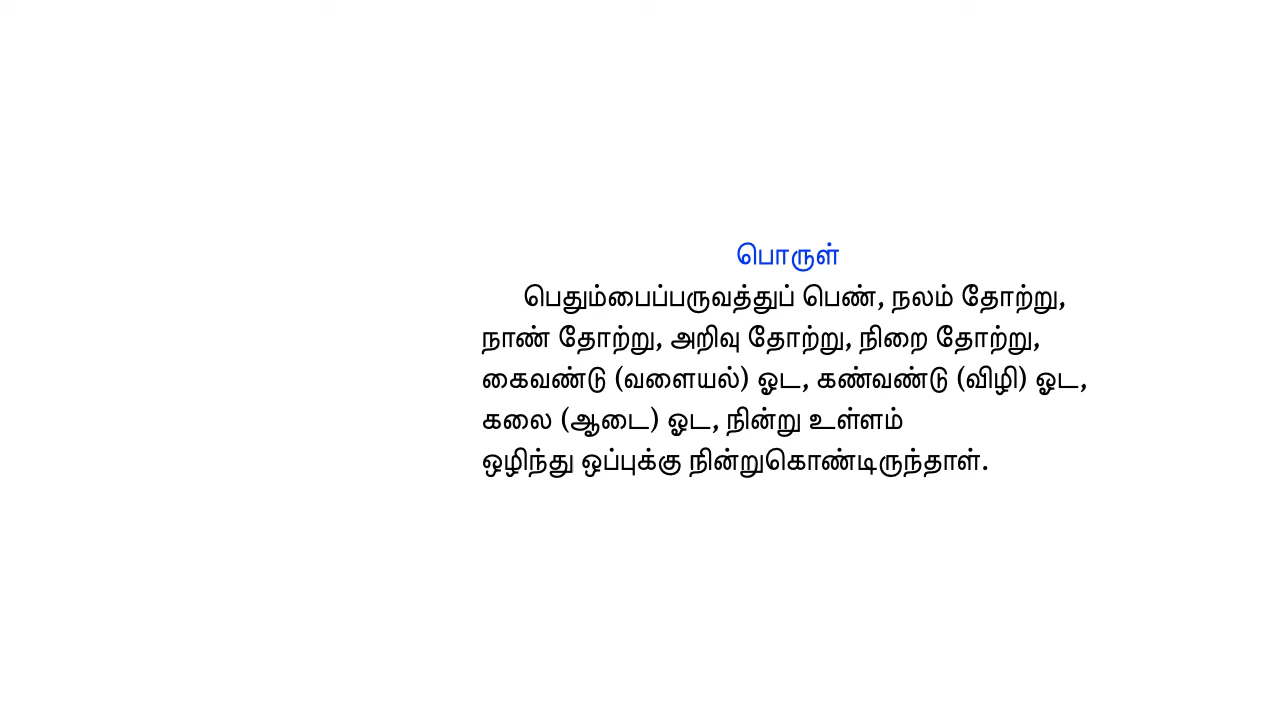 பொருள்
பெதும்பைப்பருவத்துப் பெண், நலம் தோற்று,
நாண் தோற்று, அறிவு தோற்று, நிறை தோற்று,
கைவண்டு (வளையல்) ஓட, கண்வண்டு (விழி) ஓட,
கலை (ஆடை) ஓட, நின்று உள்ளம்
ஒழிந்து ஒப்புக்கு நின்றுகொண்டிருந்தாள்.